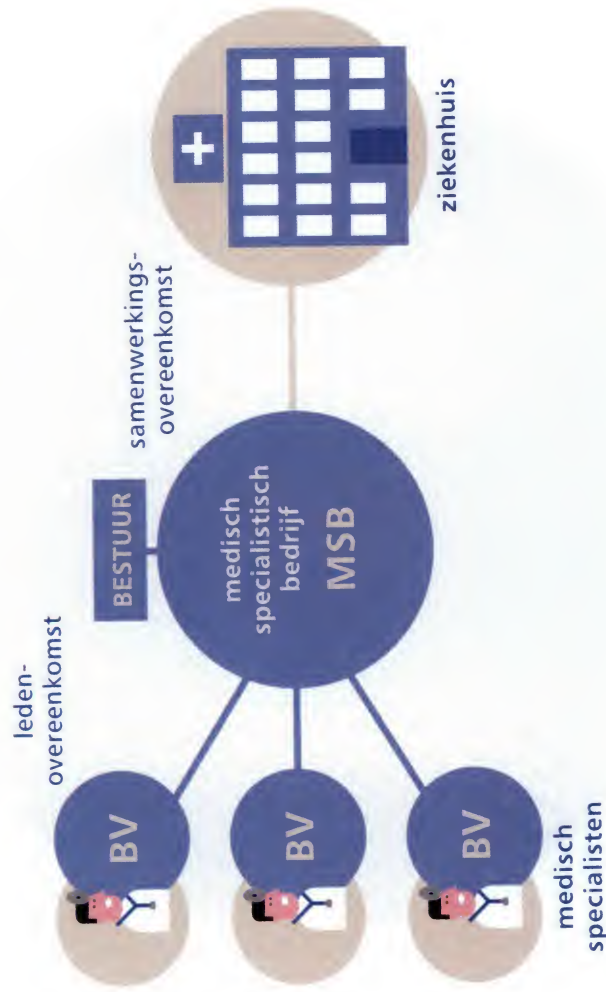 leden-
overeenkomst
BESTUUR
samenwerkings-
overeenkomst
BV
BV
BV
medisch
specialistisch
bedrijf
MSB
medisch
specialisten
ziekenhuis